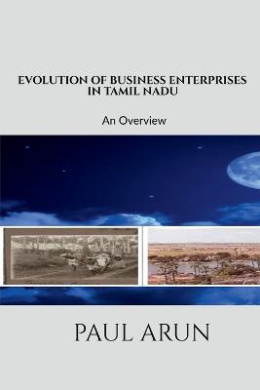 EVOLUTION OF BUSINESS ENTERPRISES
IN TAMIL NADU
An Overview
PAUL ARUN